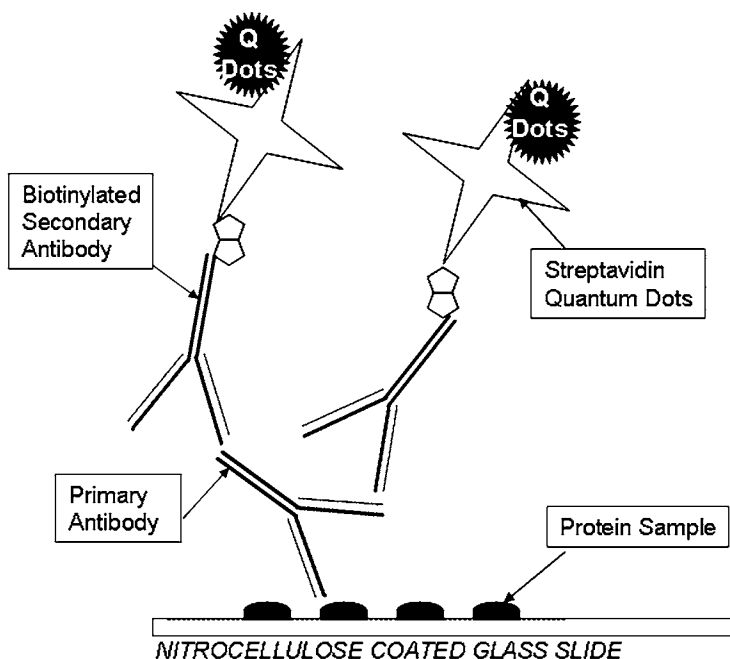 Q
Dots
Q
Dots
Biotinylated
Secondary
Antibody
Streptavidin
Quantum Dots
Primary
Antibody
Protein Sample
NITROCELLULOSE COATED GLASS SLIDE